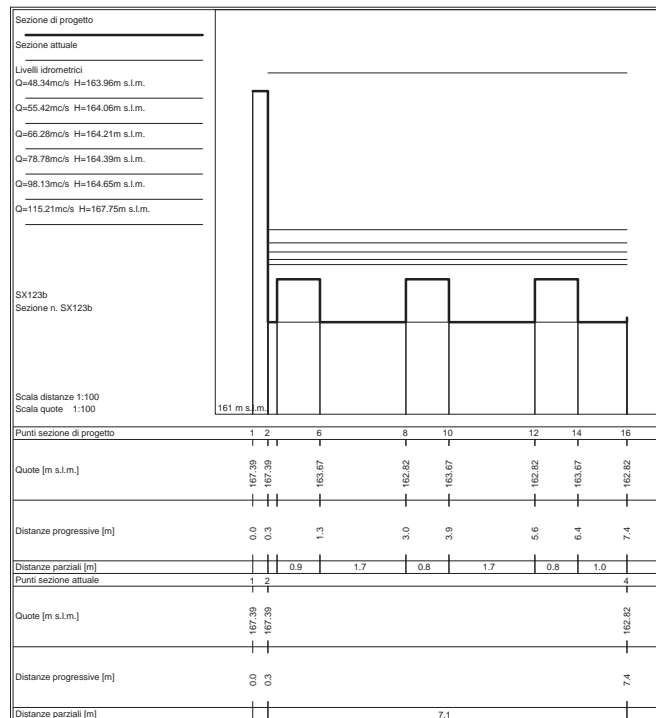 Sezione di progetto
Sezione attuale
Livelli idrometrici
Q=48.34mc/s H=163.96m s.l.m.
Q=55.42mc/s H=164.06m s.l.m.
Q=66.28mc/s H=164.21m s.l.m.
Q=78.78mc/s H=164.39m s.l.m.
Q=98.13mc/s H=164.65m s.l.m.
Q=115.21mc/s H=167.75m s.l.m.
SX123b
Sezione n. SX123b
Scala distanze 1:100
Scala quote 1:100
161 m s.l.m.
Punti sezione di progetto 1 2 6 8 10 12 14 16
Quote [m s.l.m.] 167.39 167.39 163.67 162.82 163.67 162.82 163.67 162.82
Distanze progressive [m] 0.0 0.3 1.3 3.0 3.9 5.6 6.4 7.4
Distanze parziali [m] 0.9 1.7 0.8 1.7 0.8 1.0
Punti sezione attuale 1 2 4
Quote [m s.l.m.] 167.39 167.39 162.82
Distanze progressive [m] 0.0 0.3 7.4
Distanze parziali [m] 7.1